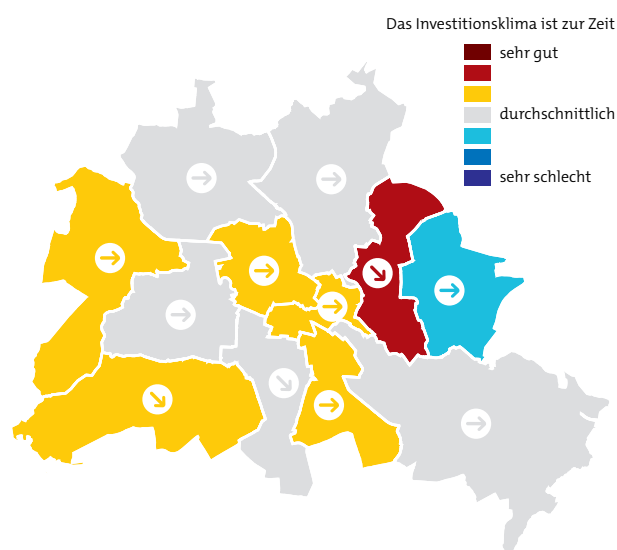 Das Investitionsklima ist zur Zeit
sehr gut
durchschnittlich
sehr schlecht